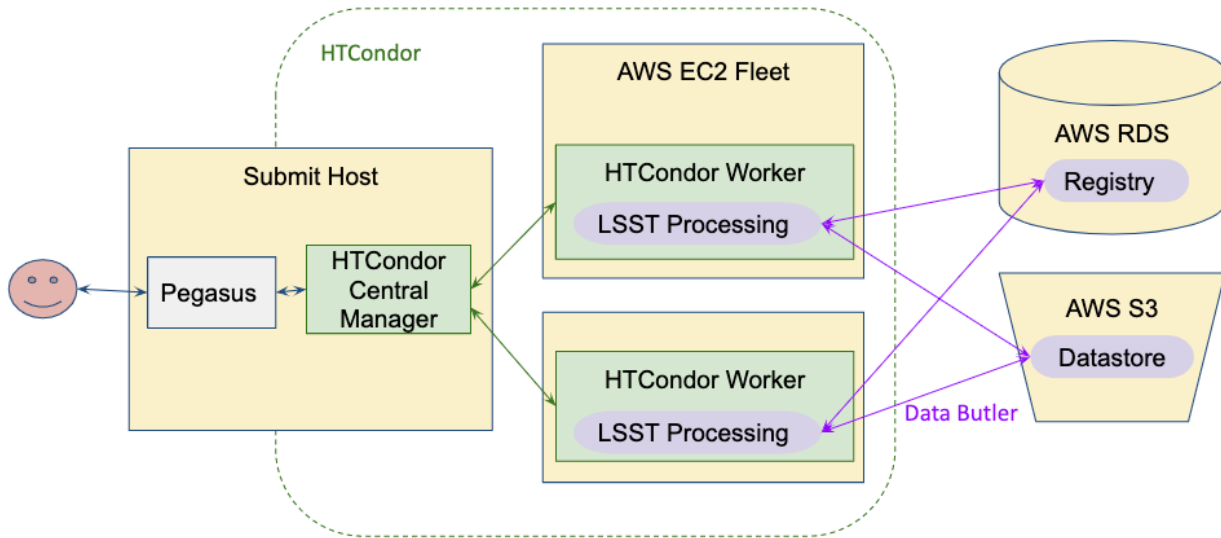 HTCondor
AWS EC2 Fleet
HTCondor Worker
LSST Processing
Submit Host
Pegasus
HTCondor
Central
Manager
HTCondor Worker
LSST Processing
AWS RDS
Registry
AWS S3
Datastore
Data Butler